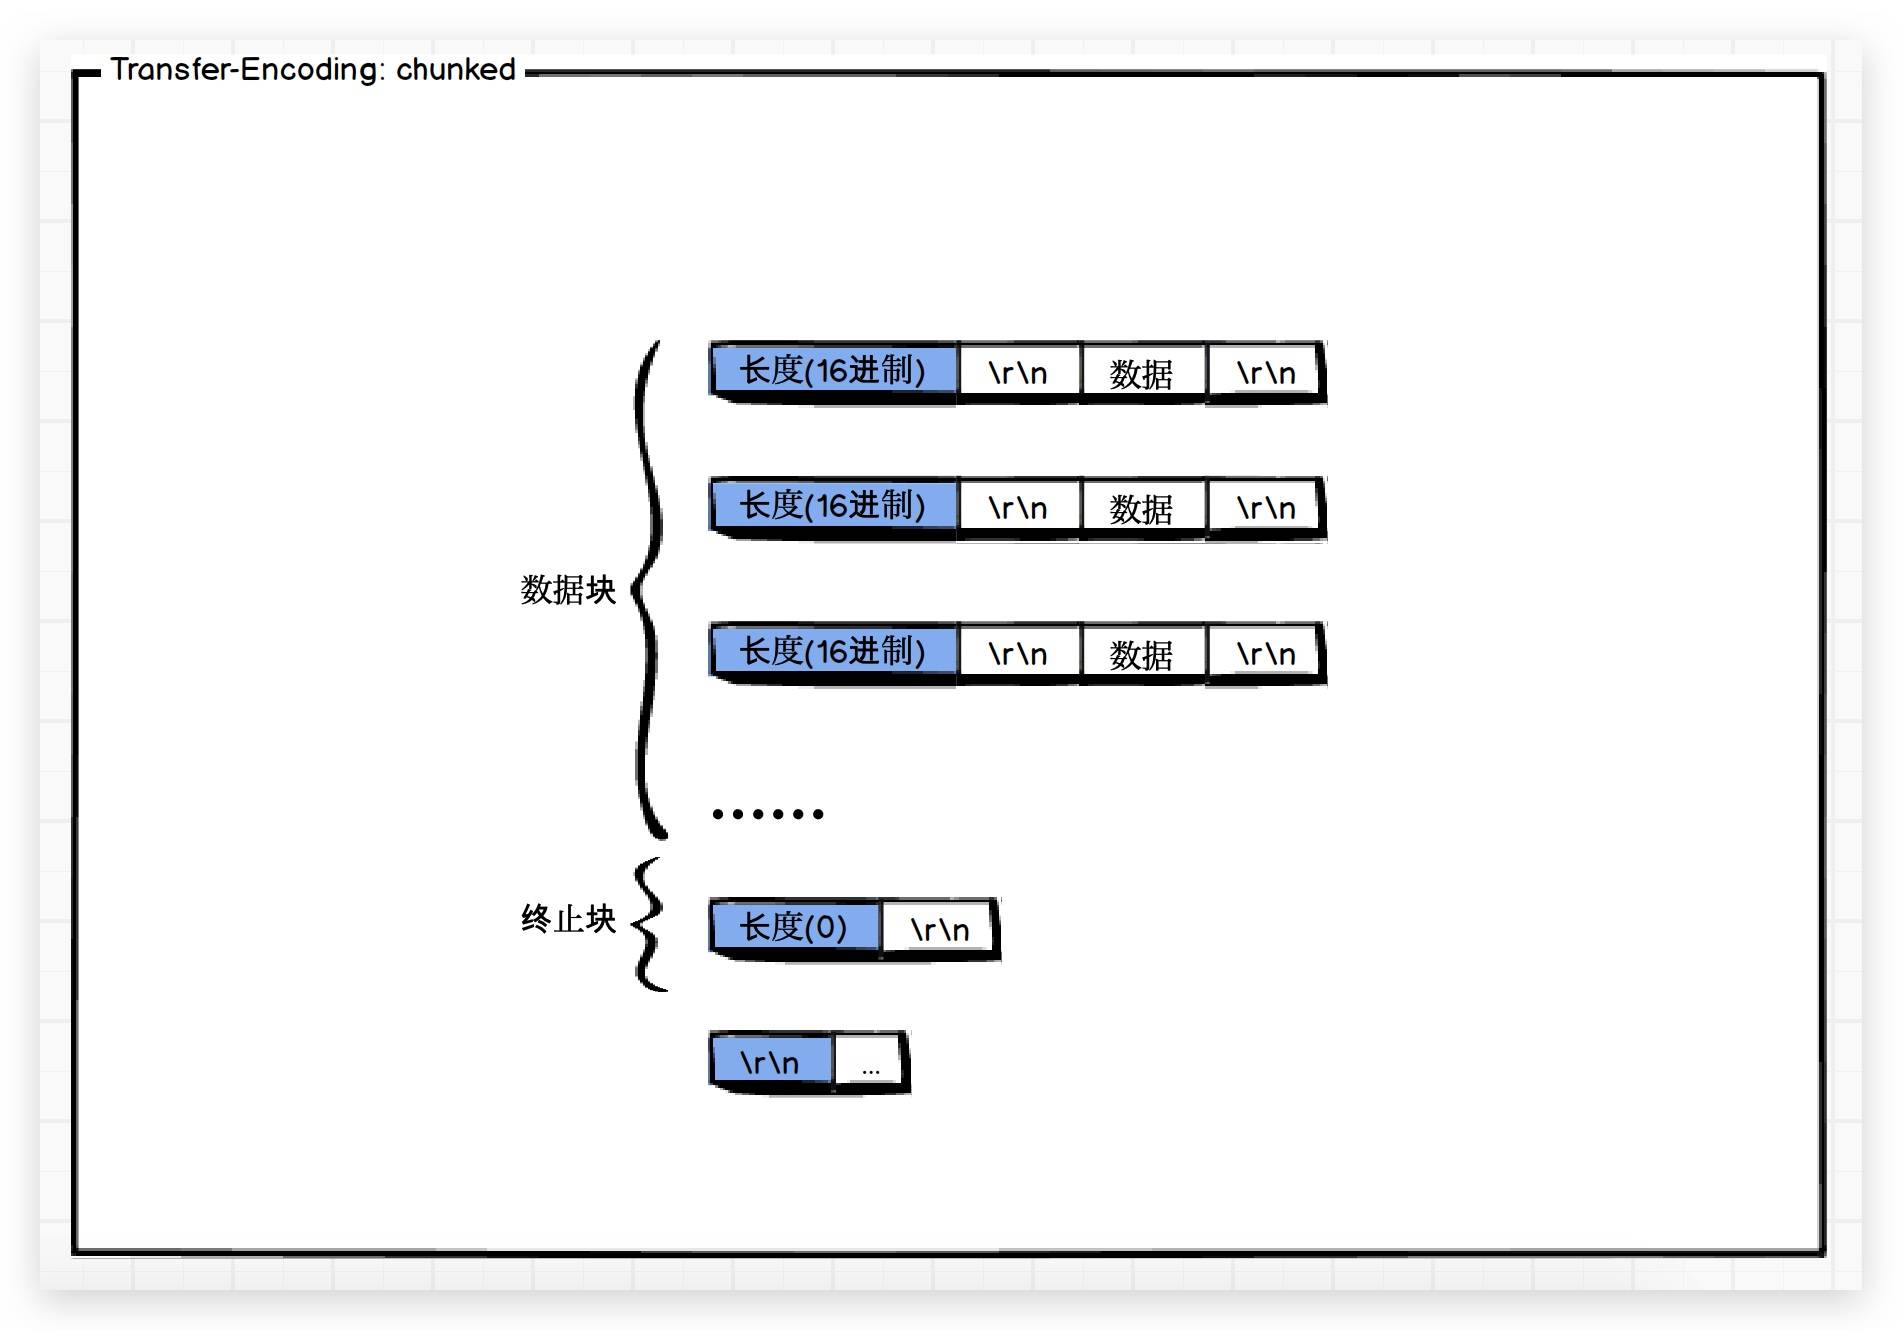 Transfer-Encoding: chunked
长度(16进制) \r\n 数据 \r\n
长度(16进制) \r\n 数据 \r\n
数据块
长度(16进制) \r\n 数据 \r\n
......
终止块 长度(0) \r\n
\r\n ...